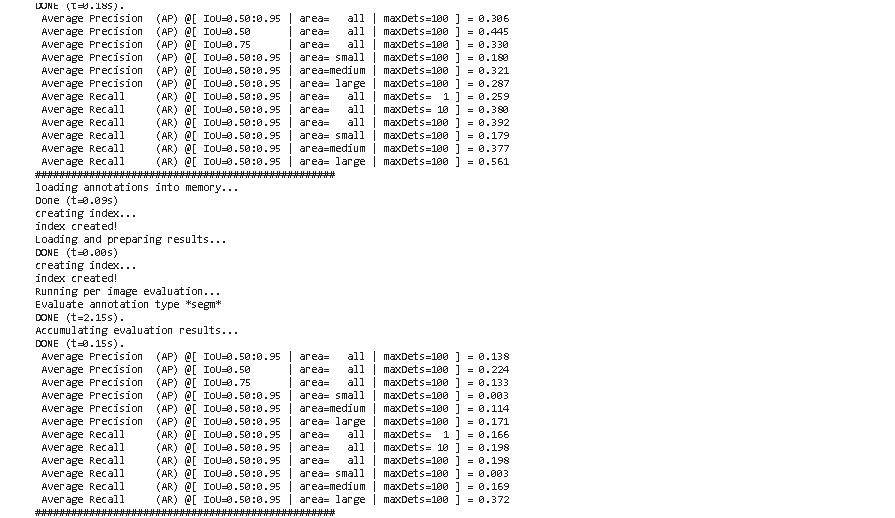 DONE (t=0.18s).
Average Precision  (AP) @[ IoU=0.50:0.95 | area=   all | maxDets=100 ] = 0.306
Average Precision  (AP) @[ IoU=0.50      | area=   all | maxDets=100 ] = 0.445
Average Precision  (AP) @[ IoU=0.75      | area=   all | maxDets=100 ] = 0.330
Average Precision  (AP) @[ IoU=0.50:0.95 | area= small | maxDets=100 ] = 0.180
Average Precision  (AP) @[ IoU=0.50:0.95 | area=medium | maxDets=100 ] = 0.321
Average Precision  (AP) @[ IoU=0.50:0.95 | area= large | maxDets=100 ] = 0.287
Average Recall     (AR) @[ IoU=0.50:0.95 | area=   all | maxDets=  1 ] = 0.259
Average Recall     (AR) @[ IoU=0.50:0.95 | area=   all | maxDets= 10 ] = 0.380
Average Recall     (AR) @[ IoU=0.50:0.95 | area=   all | maxDets=100 ] = 0.392
Average Recall     (AR) @[ IoU=0.50:0.95 | area= small | maxDets=100 ] = 0.179
Average Recall     (AR) @[ IoU=0.50:0.95 | area=medium | maxDets=100 ] = 0.377
Average Recall     (AR) @[ IoU=0.50:0.95 | area= large | maxDets=100 ] = 0.561
##################################################
loading annotations into memory...
Done (t=0.09s)
creating index...
index created!
Loading and preparing results...
DONE (t=0.00s)
creating index...
index created!
Running per image evaluation...
Evaluate annotation type *segm*
DONE (t=2.15s).
Accumulating evaluation results...
DONE (t=0.15s).
Average Precision  (AP) @[ IoU=0.50:0.95 | area=   all | maxDets=100 ] = 0.138
Average Precision  (AP) @[ IoU=0.50      | area=   all | maxDets=100 ] = 0.224
Average Precision  (AP) @[ IoU=0.75      | area=   all | maxDets=100 ] = 0.133
Average Precision  (AP) @[ IoU=0.50:0.95 | area= small | maxDets=100 ] = 0.003
Average Precision  (AP) @[ IoU=0.50:0.95 | area=medium | maxDets=100 ] = 0.114
Average Precision  (AP) @[ IoU=0.50:0.95 | area= large | maxDets=100 ] = 0.171
Average Recall     (AR) @[ IoU=0.50:0.95 | area=   all | maxDets=  1 ] = 0.166
Average Recall     (AR) @[ IoU=0.50:0.95 | area=   all | maxDets= 10 ] = 0.198
Average Recall     (AR) @[ IoU=0.50:0.95 | area=   all | maxDets=100 ] = 0.198
Average Recall     (AR) @[ IoU=0.50:0.95 | area= small | maxDets=100 ] = 0.003
Average Recall     (AR) @[ IoU=0.50:0.95 | area=medium | maxDets=100 ] = 0.169
Average Recall     (AR) @[ IoU=0.50:0.95 | area= large | maxDets=100 ] = 0.372
##################################################